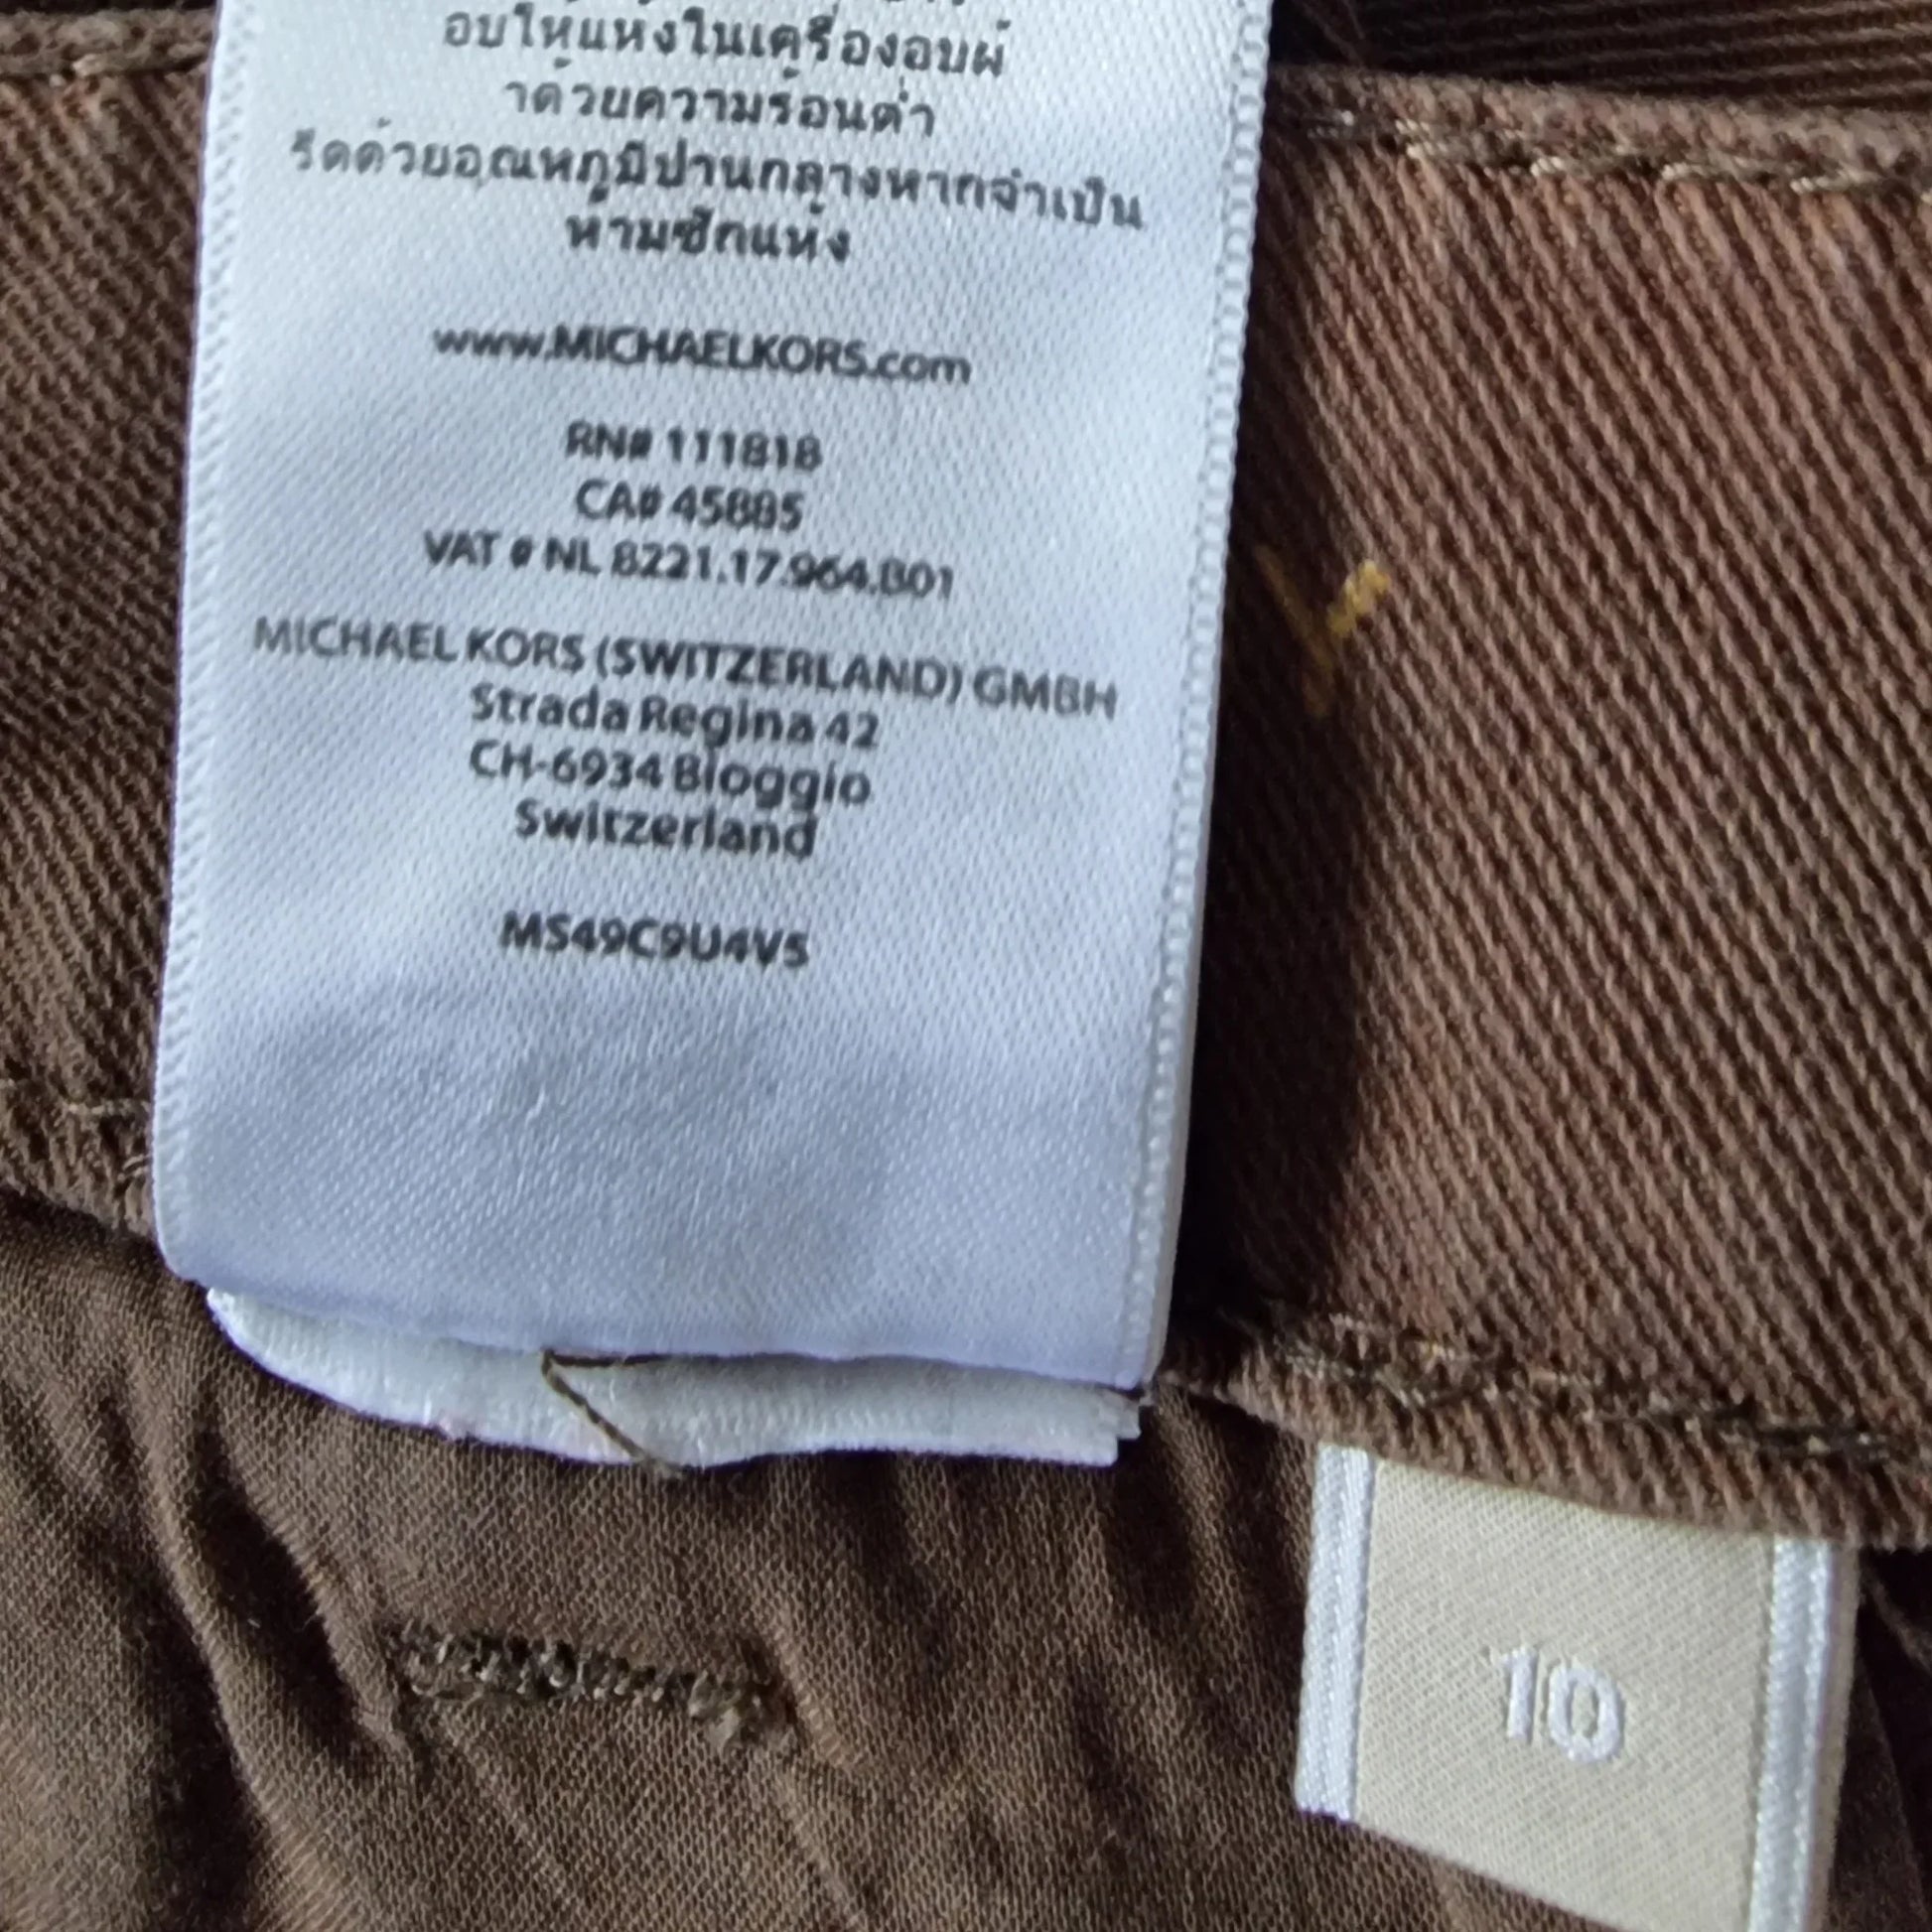 อบให้แห้งในเครื่องอบผ้
าด้วยความร้อนต่ำ
รีดด้วยอุณหภูมิปานกลางหากจำเป็น
ห้ามซักแห้ง
www.MICHAELKORS.com
RN# 111818
CA# 45885
VAT # NL 8221.17.964.B01
MICHAEL KORS (SWITZERLAND) GMBH
Strada Regina 42
CH-6934 Bioggio
Switzerland
MS49C9U4V5
10